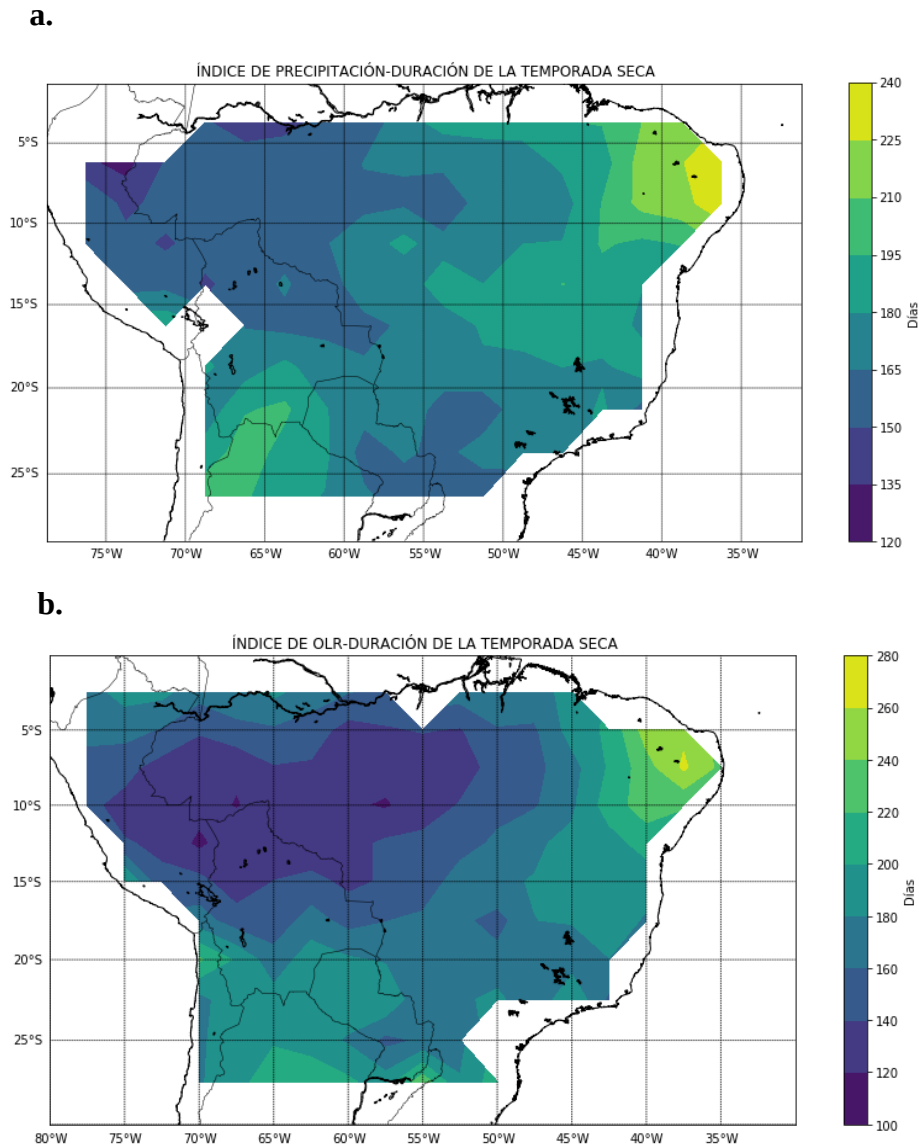 a.
ÍNDICE DE PRECIPITACIÓN-DURACIÓN DE LA TEMPORADA SECA
240
225
210
195
180
165
150
135
120
Días
5°S
10°S
15°S
20°S
25°S
75°W 70°W 65°W 60°W 55°W 50°W 45°W 40°W 35°W
b.
ÍNDICE DE OLR-DURACIÓN DE LA TEMPORADA SECA
280
260
240
220
200
180
160
140
120
100
Días
5°S
10°S
15°S
20°S
25°S
80°W 75°W 70°W 65°W 60°W 55°W 50°W 45°W 40°W 35°W